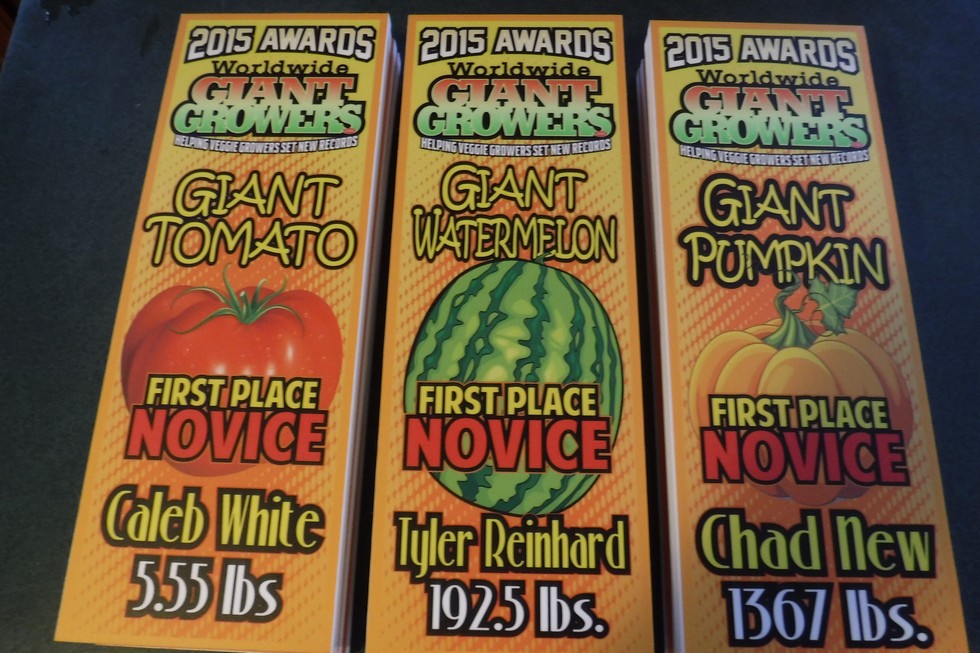 2015 AWARDS
Worldwide
GIANT
GROWERS
HELPING VEGGIE GROWERS SET NEW RECORDS
GIANT
TOMATO
FIRST PLACE
NOVICE
Caleb White
5.55 lbs
2015 AWARDS
Worldwide
GIANT
GROWERS
HELPING VEGGIE GROWERS SET NEW RECORDS
GIANT
WATERMELON
FIRST PLACE
NOVICE
Tyler Reinhard
192.5 lbs.
2015 AWARDS
Worldwide
GIANT
GROWERS
HELPING VEGGIE GROWERS SET NEW RECORDS
GIANT
PUMPKIN
FIRST PLACE
NOVICE
Chad New
1367 lbs.